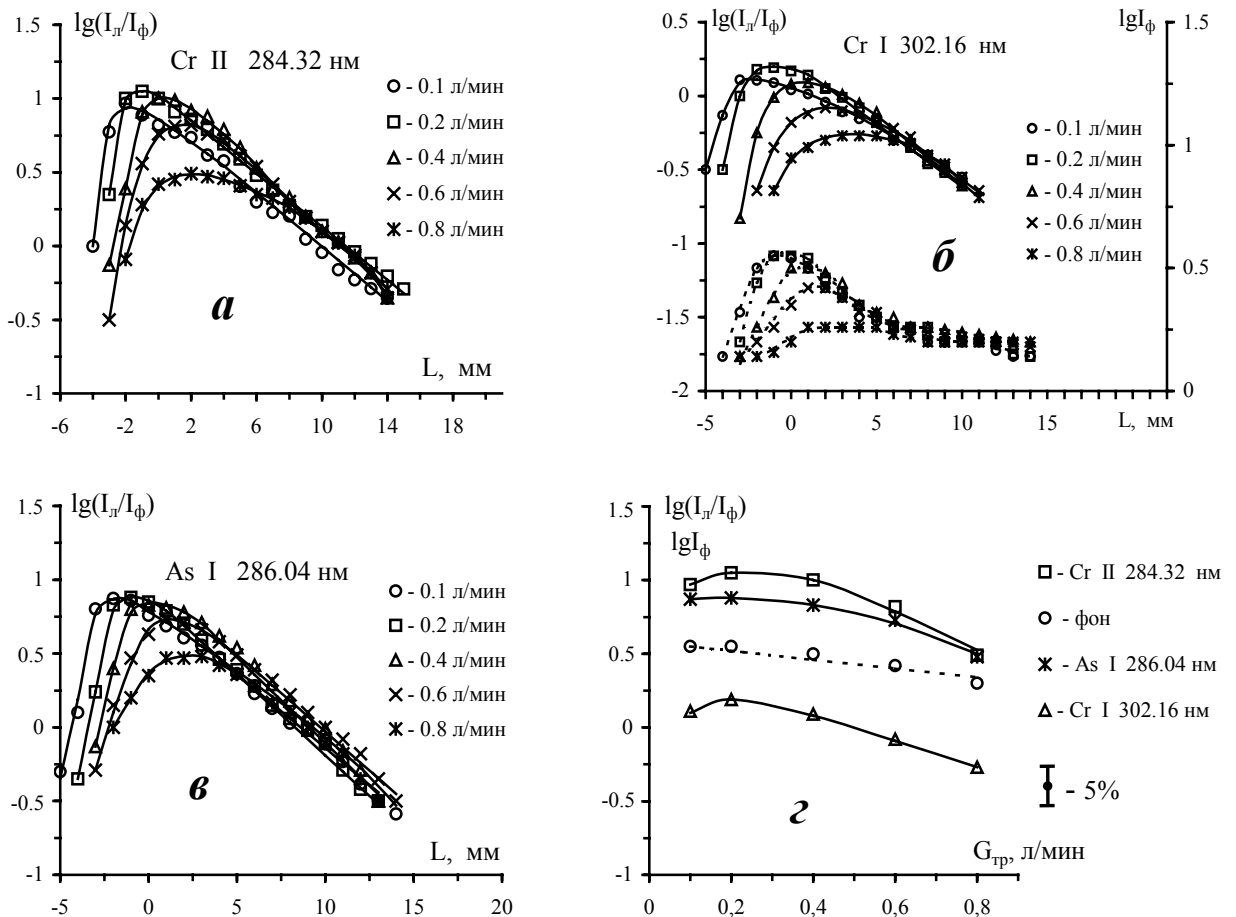 lg(Iл/Iф)
1.5
Cr II 284.32 нм
- 0.1 л/мин
- 0.2 л/мин
- 0.4 л/мин
- 0.6 л/мин
- 0.8 л/мин
1
0.5
0
-0.5
-1
а
L, мм
-6 -2 2 6 10 14 18
lg(Iл/Iф)
lgIф
0.5
1.5
Cr I 302.16 нм
- 0.1 л/мин
- 0.2 л/мин
- 0.4 л/мин
- 0.6 л/мин
- 0.8 л/мин
0
-0.5
-1
-1.5
-2
1
0.5
0
б
-5 0 5 10 15 L, мм
lg(Iл/Iф)
1.5
As I 286.04 нм
- 0.1 л/мин
- 0.2 л/мин
- 0.4 л/мин
- 0.6 л/мин
- 0.8 л/мин
1
0.5
0
-0.5
-1
в
L, мм
-5 0 5 10 15 20
lg(Iл/Iф)
lgIф
1.5
1
0.5
0
-0.5
-1
- Cr II 284.32 нм
- фон
- As I 286.04 нм
- Cr I 302.16 нм
- 5%
г
Gтр, л/мин
0 0,2 0,4 0,6 0,8